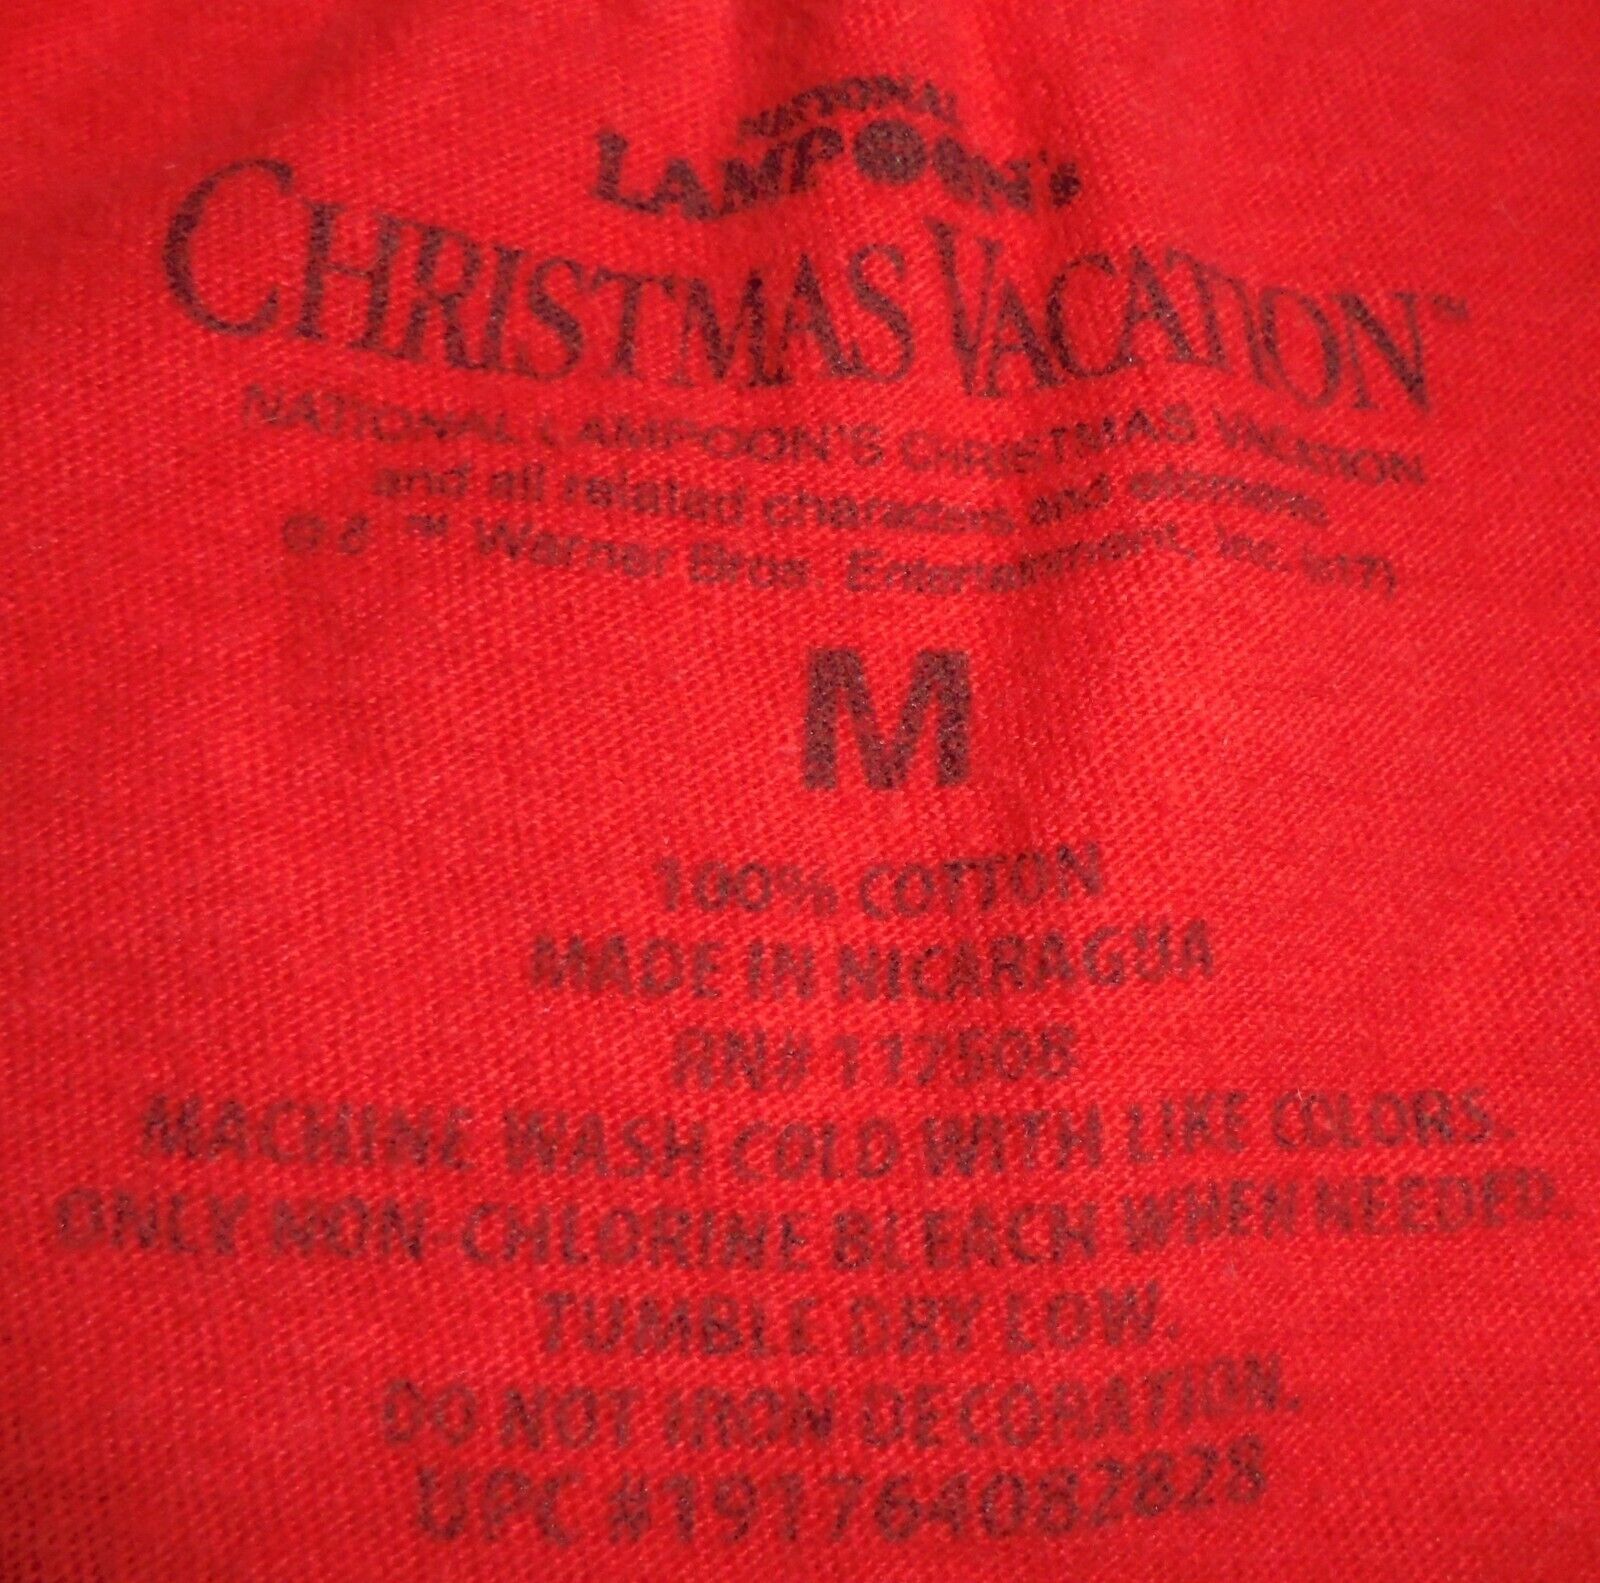 NATIONAL
LAMPOON'S
CHRISTMAS VACATION™
NATIONAL LAMPOON'S CHRISTMAS VACATION
and all related characters and elements
© & ™ Warner Bros. Entertainment, Inc. (s17)
M
100% COTTON
MADE IN NICARAGUA
RN# 117508
MACHINE WASH COLD WITH LIKE COLORS.
ONLY NON-CHLORINE BLEACH WHEN NEEDED.
TUMBLE DRY LOW.
DO NOT IRON DECORATION.
UPC #191764082828